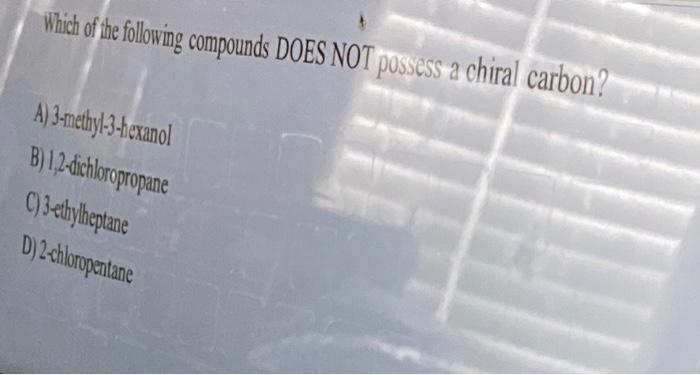 Which of the following compounds DOES NOT possess a chiral carbon?
A) 3-methyl-3-hexanol
B) 1,2-dichloropropane
C) 3-ethylheptane
D) 2-chloropentane